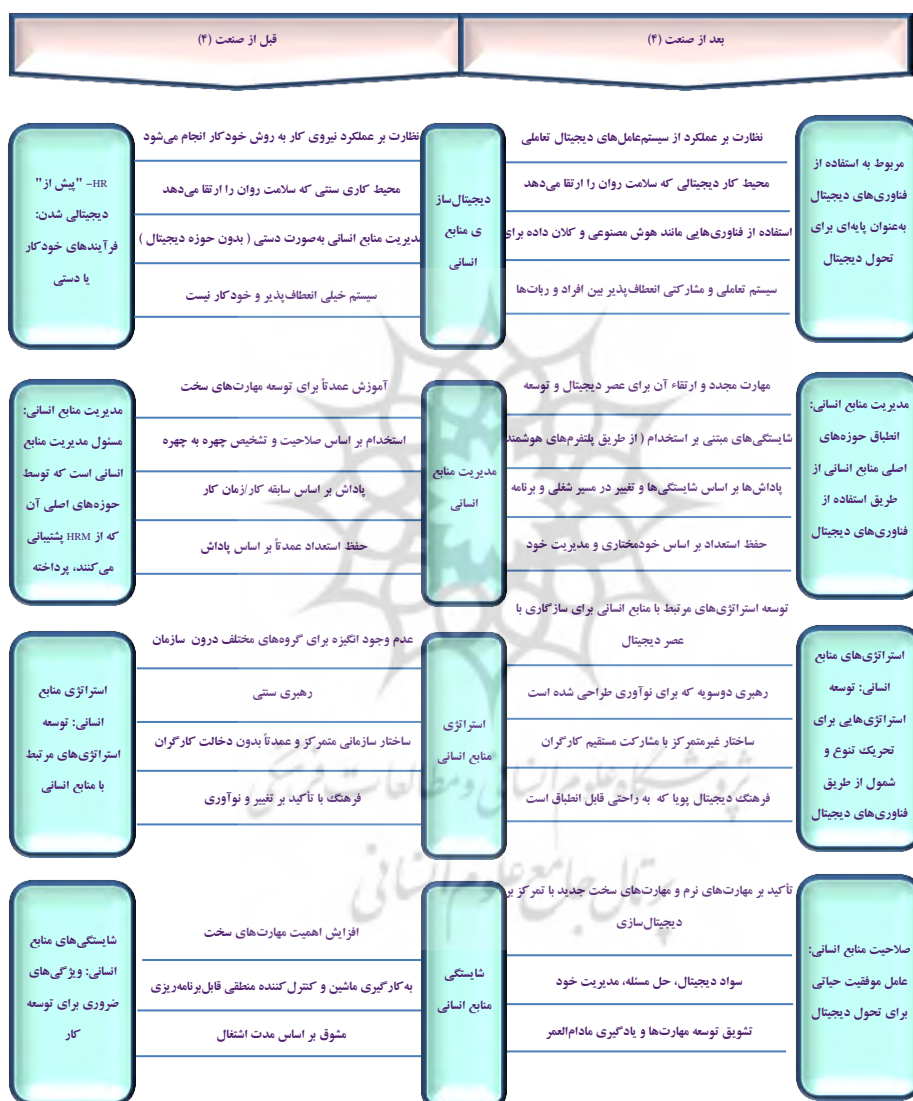 بعد از صنعت (۴)
قبل از صنعت (۴)
مربوط به استفاده از
فناوری‌های دیجیتال
به‌عنوان پایه‌ای برای
تحول دیجیتال
نظارت بر عملکرد از سیستم‌عامل‌های دیجیتال تعاملی
محیط کار دیجیتالی که سلامت روان را ارتقا می‌دهد
استفاده از فناوری‌هایی مانند هوش مصنوعی و کلان داده برای
سیستم تعاملی و مشارکتی انعطاف‌پذیر بین افراد و ربات‌ها
دیجیتال‌ساز
ی منابع
انسانی
نظارت بر عملکرد نیروی کار به روش خودکار انجام می‌شود
محیط کاری سنتی که سلامت روان را ارتقا می‌دهد
مدیریت منابع انسانی به‌صورت دستی ( بدون حوزه دیجیتال )
سیستم خیلی انعطاف‌پذیر و خودکار نیست
HR- "پیش از"
دیجیتالی شدن:
فرآیندهای خودکار
یا دستی
مدیریت منابع انسانی:
انطباق حوزه‌های
اصلی منابع انسانی از
طریق استفاده از
فناوری‌های دیجیتال
مهارت مجدد و ارتقاء آن برای عصر دیجیتال و توسعه
شایستگی‌های مبتنی بر استخدام ( از طریق پلتفرم‌های هوشمند
پاداش‌ها بر اساس شایستگی‌ها و تغییر در مسیر شغلی و برنامه
حفظ استعداد بر اساس خودمختاری و مدیریت خود
مدیریت منابع
انسانی
آموزش عمدتاً برای توسعه مهارت‌های سخت
استخدام بر اساس صلاحیت و تشخیص چهره به چهره
پاداش بر اساس سابقه کار/زمان کار
حفظ استعداد عمدتاً بر اساس پاداش
مدیریت منابع انسانی:
مسئول مدیریت منابع
انسانی است که توسط
حوزه‌های اصلی آن
که از HRM پشتیبانی
می‌کنند، پرداخته
استراتژی‌های منابع
انسانی: توسعه
استراتژی‌هایی برای
تحریک تنوع و
شمول از طریق
فناوری‌های دیجیتال
توسعه استراتژی‌های مرتبط با منابع انسانی برای سازگاری با
عصر دیجیتال
رهبری دوسویه که برای نوآوری طراحی شده است
ساختار غیرمتمرکز با مشارکت مستقیم کارگران
فرهنگ دیجیتال پویا که به راحتی قابل انطباق است
استراتژی
منابع انسانی
عدم وجود انگیزه برای گروه‌های مختلف درون سازمان
رهبری سنتی
ساختار سازمانی متمرکز و عمدتاً بدون دخالت کارگران
فرهنگ با تأکید بر تغییر و نوآوری
استراتژی منابع
انسانی: توسعه
استراتژی‌های مرتبط
با منابع انسانی
پژوهشگاه علوم انسانی و مطالعات فرهنگی
پرتال جامع علوم انسانی
صلاحیت منابع انسانی:
عامل موفقیت حیاتی
برای تحول دیجیتال
تأکید بر مهارت‌های نرم و مهارت‌های سخت جدید با تمرکز بر
دیجیتال‌سازی
سواد دیجیتال، حل مسئله، مدیریت خود
تشویق توسعه مهارت‌ها و یادگیری مادام‌العمر
شایستگی
منابع انسانی
افزایش اهمیت مهارت‌های سخت
به‌کارگیری ماشین و کنترل‌کننده منطقی قابل‌برنامه‌ریزی
مشوق بر اساس مدت اشتغال
شایستگی‌های منابع
انسانی: ویژگی‌های
ضروری برای توسعه
کار